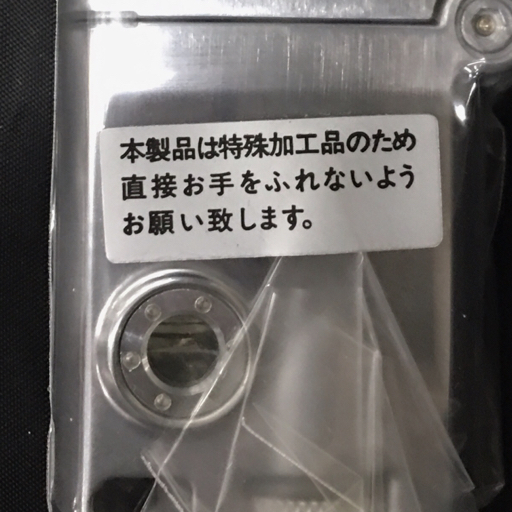 本製品は特殊加工品のため
直接お手をふれないよう
お願い致します。